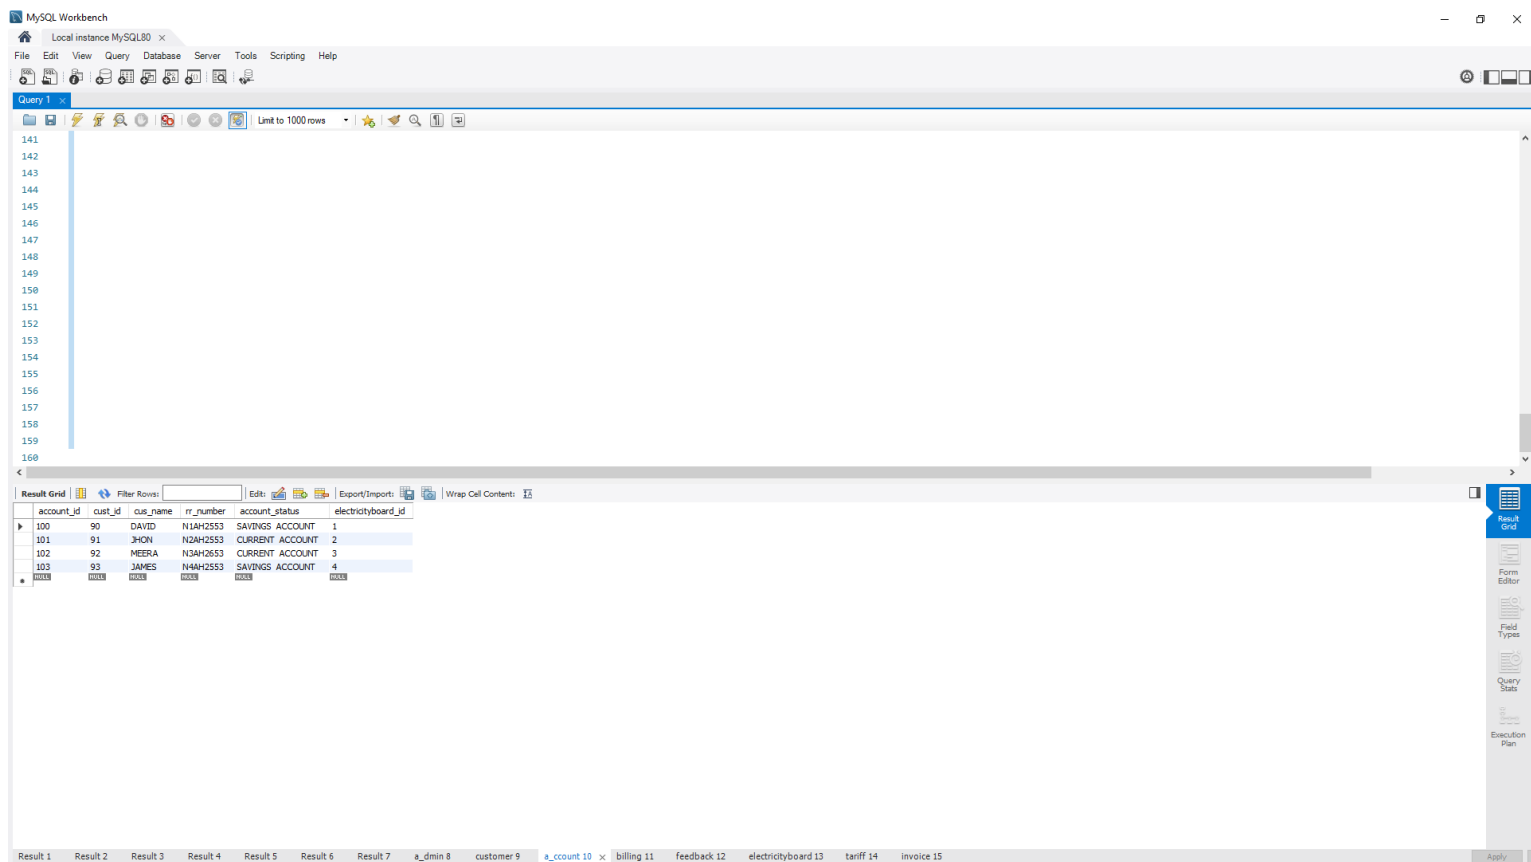 MySQL Workbench
Local instance MySQL80
File Edit View Query Database Server Tools Scripting Help
Query 1
Limit to 1000 rows
141
142
143
144
145
146
147
148
149
150
151
152
153
154
155
156
157
158
159
160
Result Grid Filter Rows: Edit: Export/Import: Wrap Cell Content:
account_id cust_id cus_name rr_number account_status electricityboard_id
100 90 DAVID N1AH2553 SAVINGS ACCOUNT 1
101 91 JHON N2AH2553 CURRENT ACCOUNT 2
102 92 MEERA N3AH2653 CURRENT ACCOUNT 3
103 93 JAMES N4AH2553 SAVINGS ACCOUNT 4
NULL NULL NULL NULL NULL NULL
Result
Grid
Form
Editor
Field
Types
Query
Stats
Execution
Plan
Result 1 Result 2 Result 3 Result 4 Result 5 Result 6 Result 7 a_dmin 8 customer 9 a_ccount 10 billing 11 feedback 12 electricityboard 13 tariff 14 invoice 15 Apply